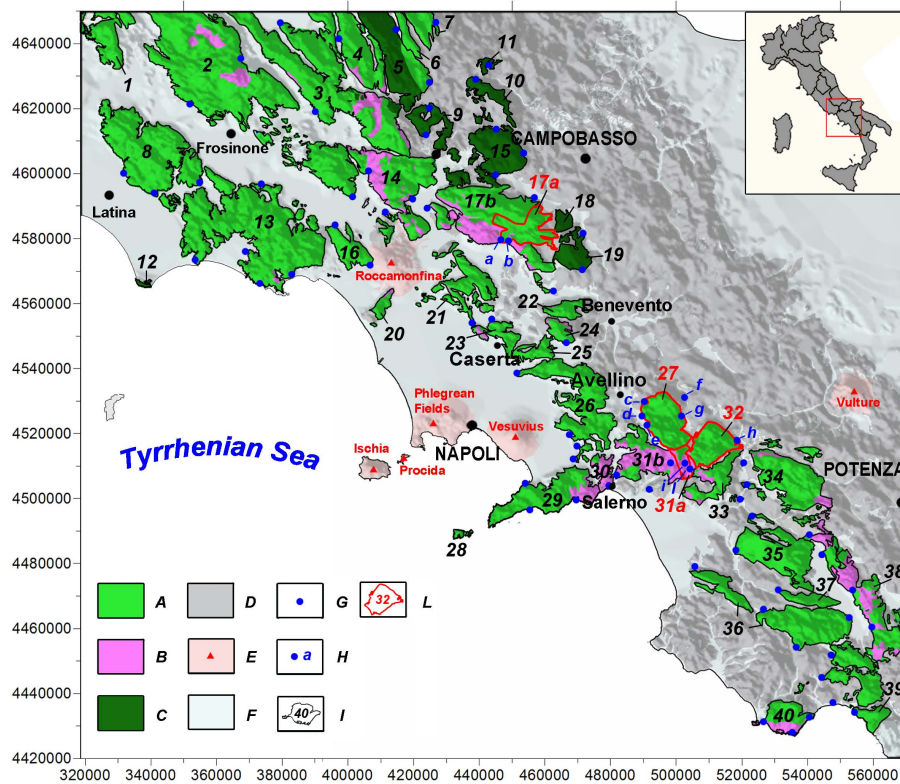 4640000
4620000
4600000
4580000
4560000
4540000
4520000
4500000
4480000
4460000
4440000
4420000
320000 340000 360000 380000 400000 420000 440000 460000 480000 500000 520000 540000 560000
1
2
3
4
5
6
7
8
9
10
11
12
13
14
15
16
17a
17b
18
19
20
21
22
23
24
25
26
27
28
29
30
31a
31b
32
33
34
35
36
37
38
39
40
a
b
c
d
e
f
g
h
i
l
Frosinone
Latina
CAMPOBASSO
Roccamonfina
Benevento
Caserta
Avellino
Phlegrean
Fields
Vesuvius
Ischia
Procida
NAPOLI
Salerno
Vulture
POTENZA
Tyrrhenian Sea
A
D
G
32
L
B
E
a
H
C
F
40
I